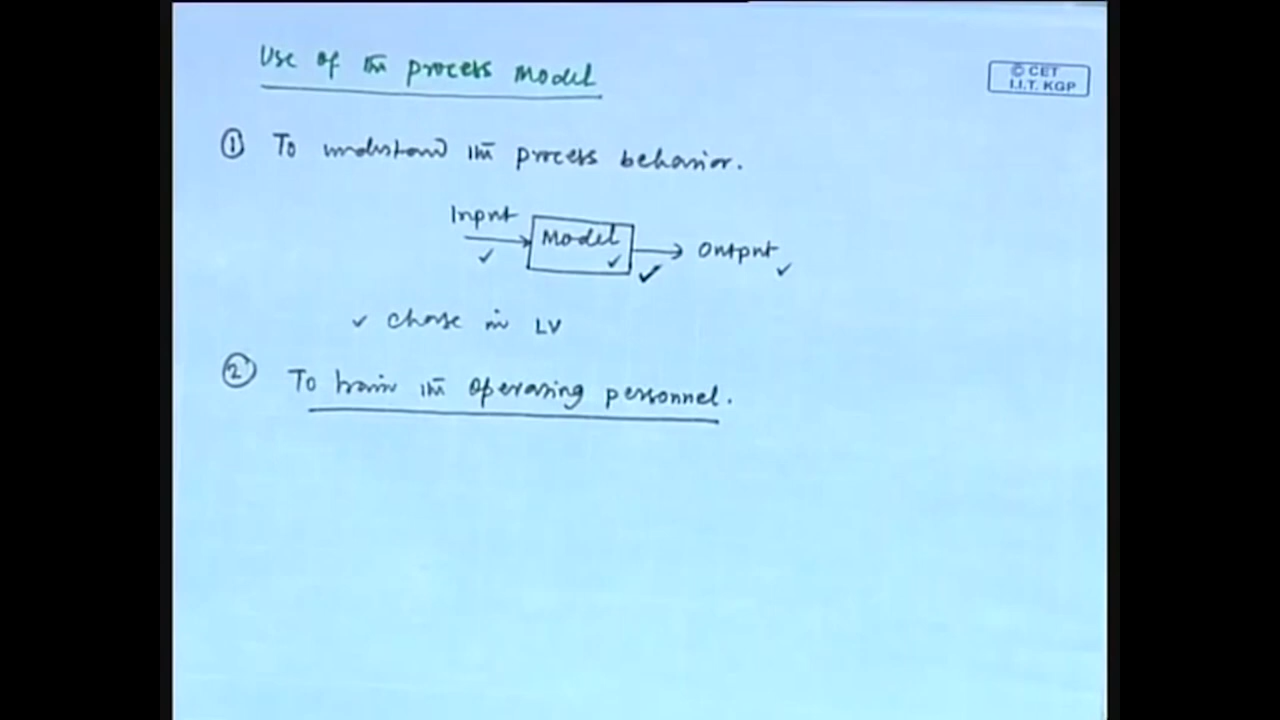 Use of the process Model
© CET
I.I.T. KGP
① To understand the process behavior.
Input
Model
Output
✓ in LV
② To train the operating personnel.